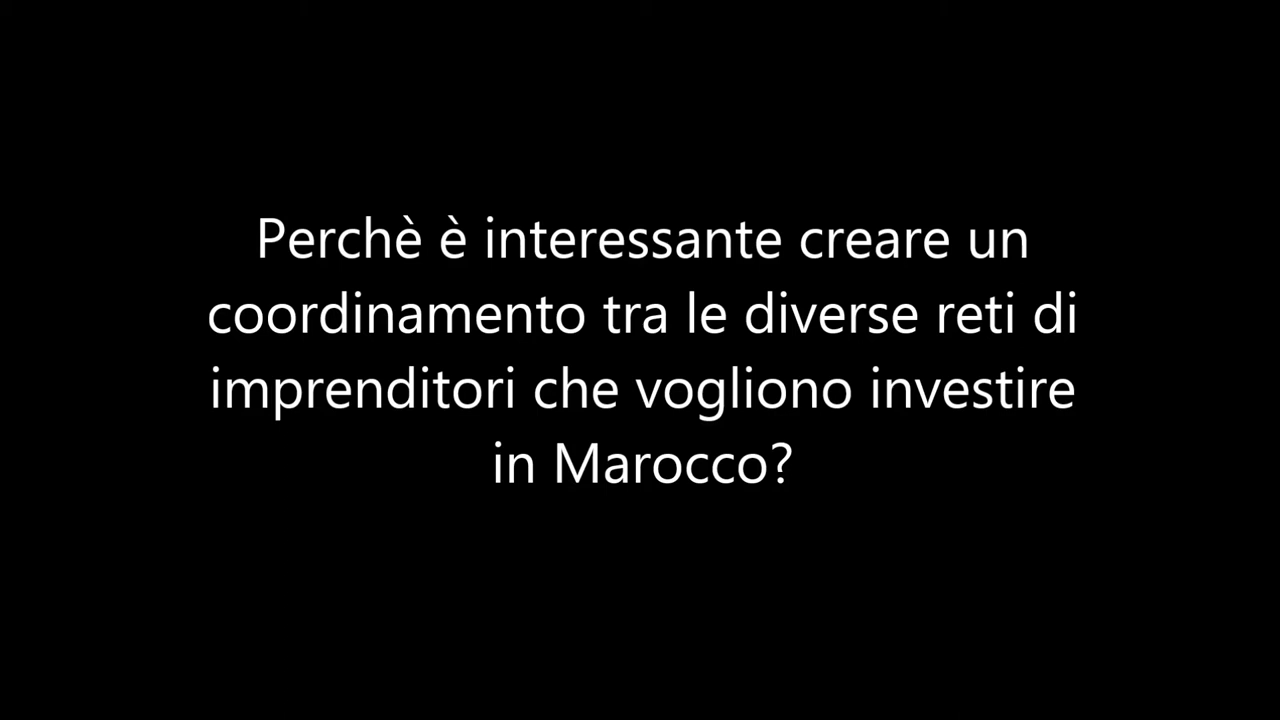 Perchè è interessante creare un
coordinamento tra le diverse reti di
imprenditori che vogliono investire
in Marocco?